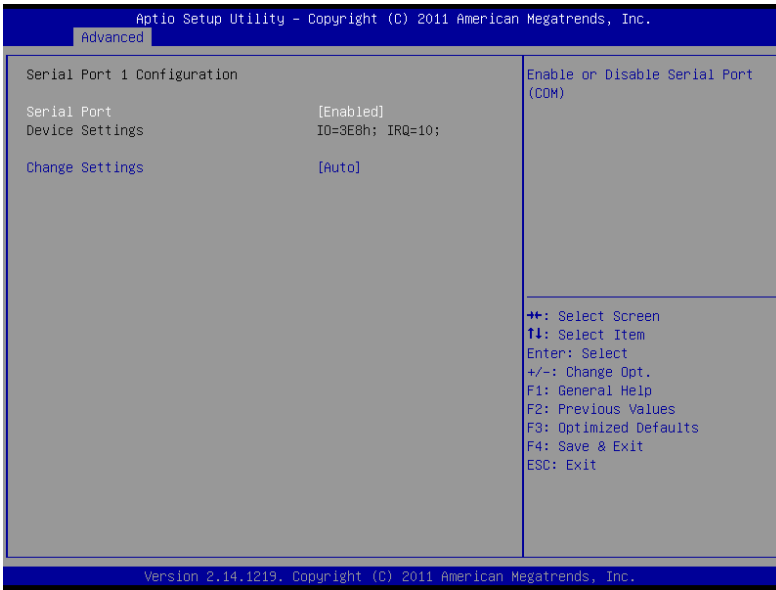 Aptio Setup Utility – Copyright (C) 2011 American Megatrends, Inc.
Advanced
Serial Port 1 Configuration
Serial Port [Enabled]
Device Settings IO=3E8h; IRQ=10;
Change Settings [Auto]
Enable or Disable Serial Port
(COM)
→←: Select Screen
↑↓: Select Item
Enter: Select
+/-: Change Opt.
F1: General Help
F2: Previous Values
F3: Optimized Defaults
F4: Save & Exit
ESC: Exit
Version 2.14.1219. Copyright (C) 2011 American Megatrends, Inc.